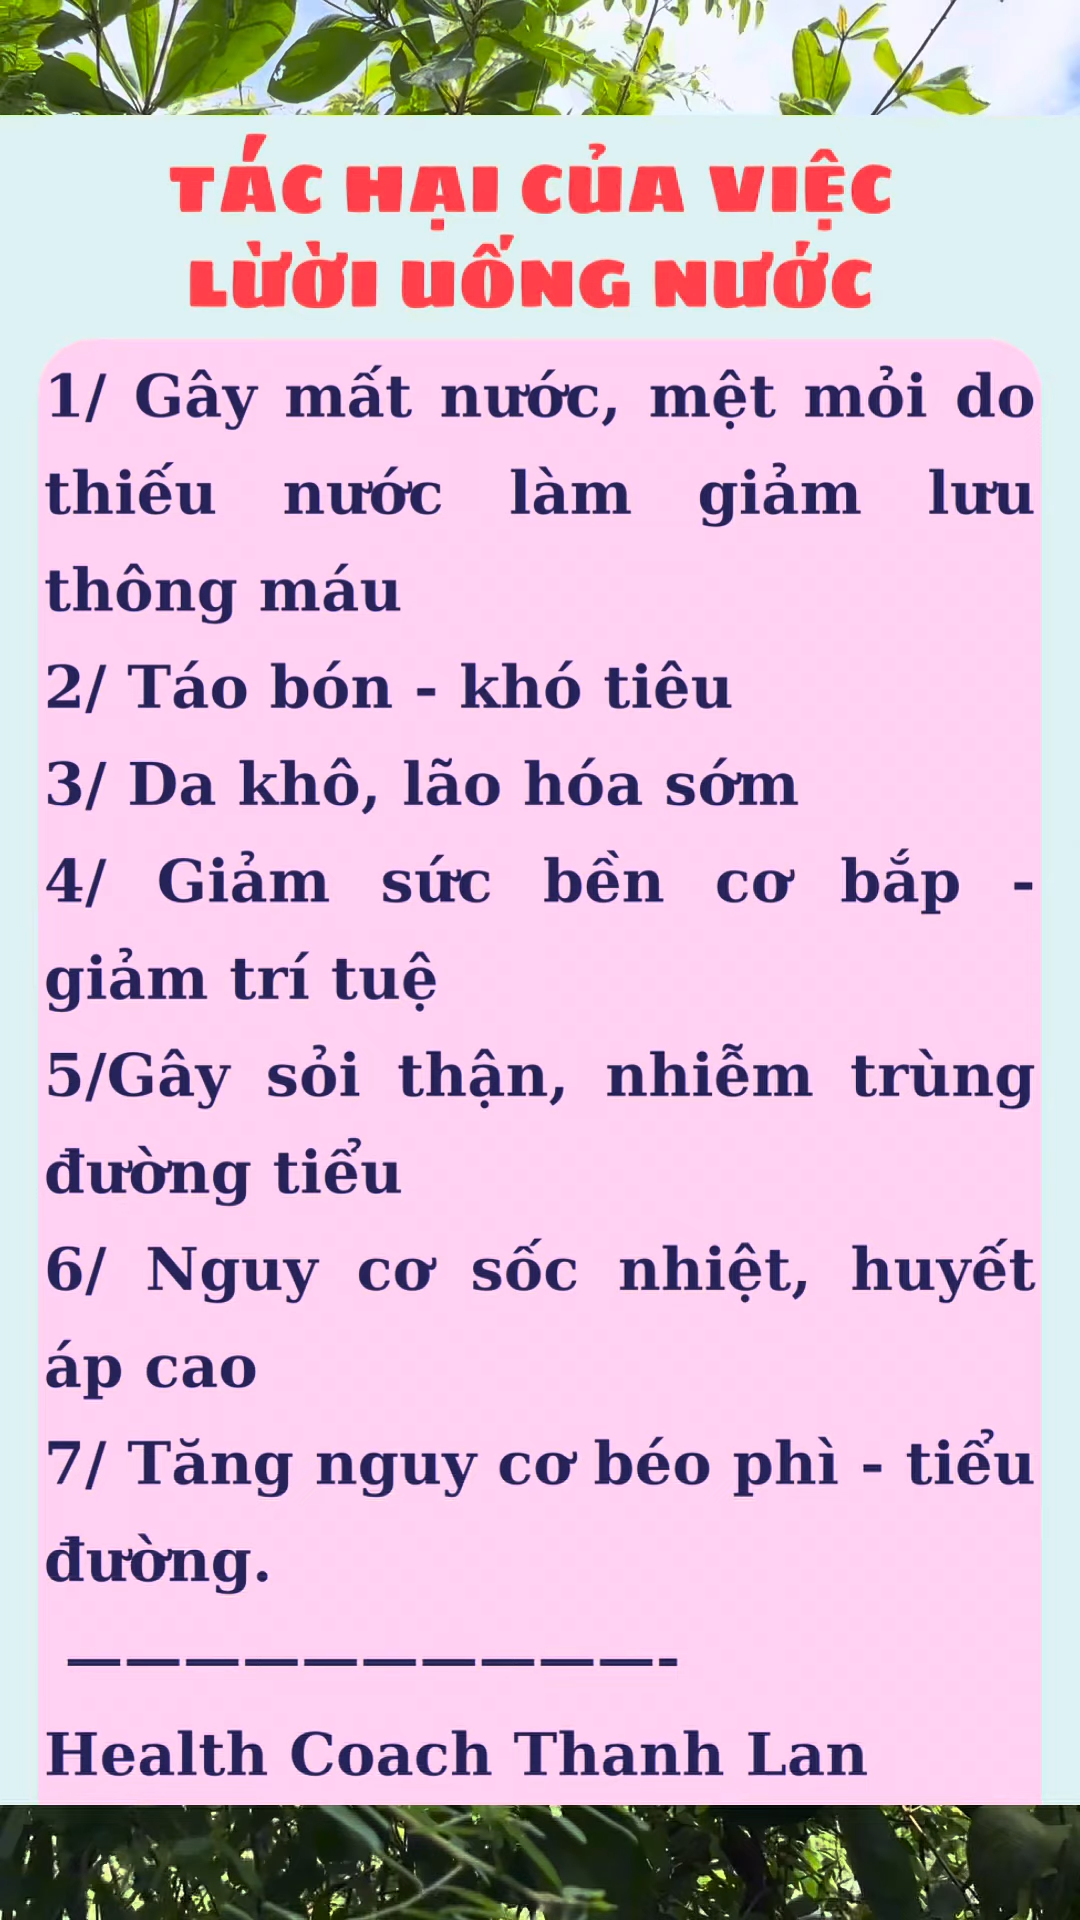 TÁC HẠI CỦA VIỆC
LỪỜI UỐNG NƯỚC
1/ Gây mất nước, mệt mỏi do
thiếu nước làm giảm lưu
thông máu
2/ Táo bón - khó tiêu
3/ Da khô, lão hóa sớm
4/ Giảm sức bền cơ bắp -
giảm trí tuệ
5/Gây sỏi thận, nhiễm trùng
đường tiểu
6/ Nguy cơ sốc nhiệt, huyết
áp cao
7/ Tăng nguy cơ béo phì - tiểu
đường.
———————————-
Health Coach Thanh Lan